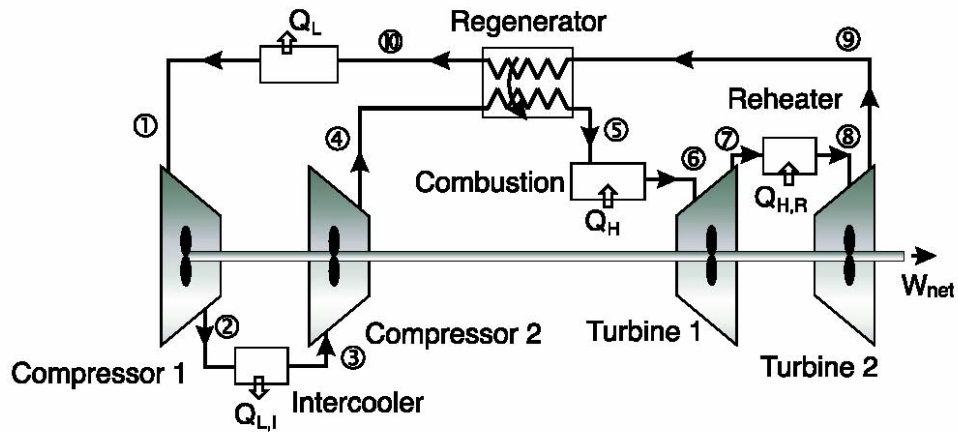 Regenerator
Q_L
⑩
⑨
①
④
⑤
Reheater
⑥
⑦
⑧
Combustion
Q_H
Q_H,R
W_net
②
③
Compressor 2
Turbine 1
Turbine 2
Compressor 1
Intercooler
Q_L,I